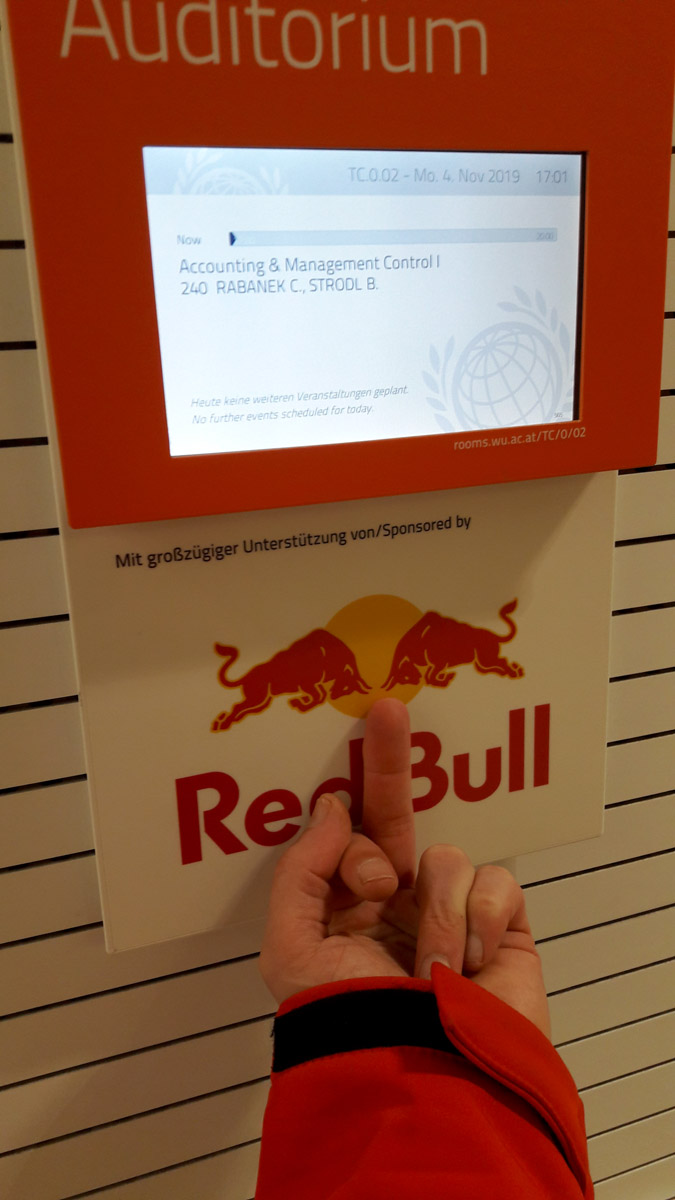 Auditorium
TC.0.02 - Mo. 4. Nov 2019 17:01
Now 20:00
Accounting & Management Control I
240 RABANEK C., STRODL B.
Heute keine weiteren Veranstaltungen geplant.
No further events scheduled for today.
rooms.wu.ac.at/TC/0/02
Mit großzügiger Unterstützung von/Sponsored by
Red Bull